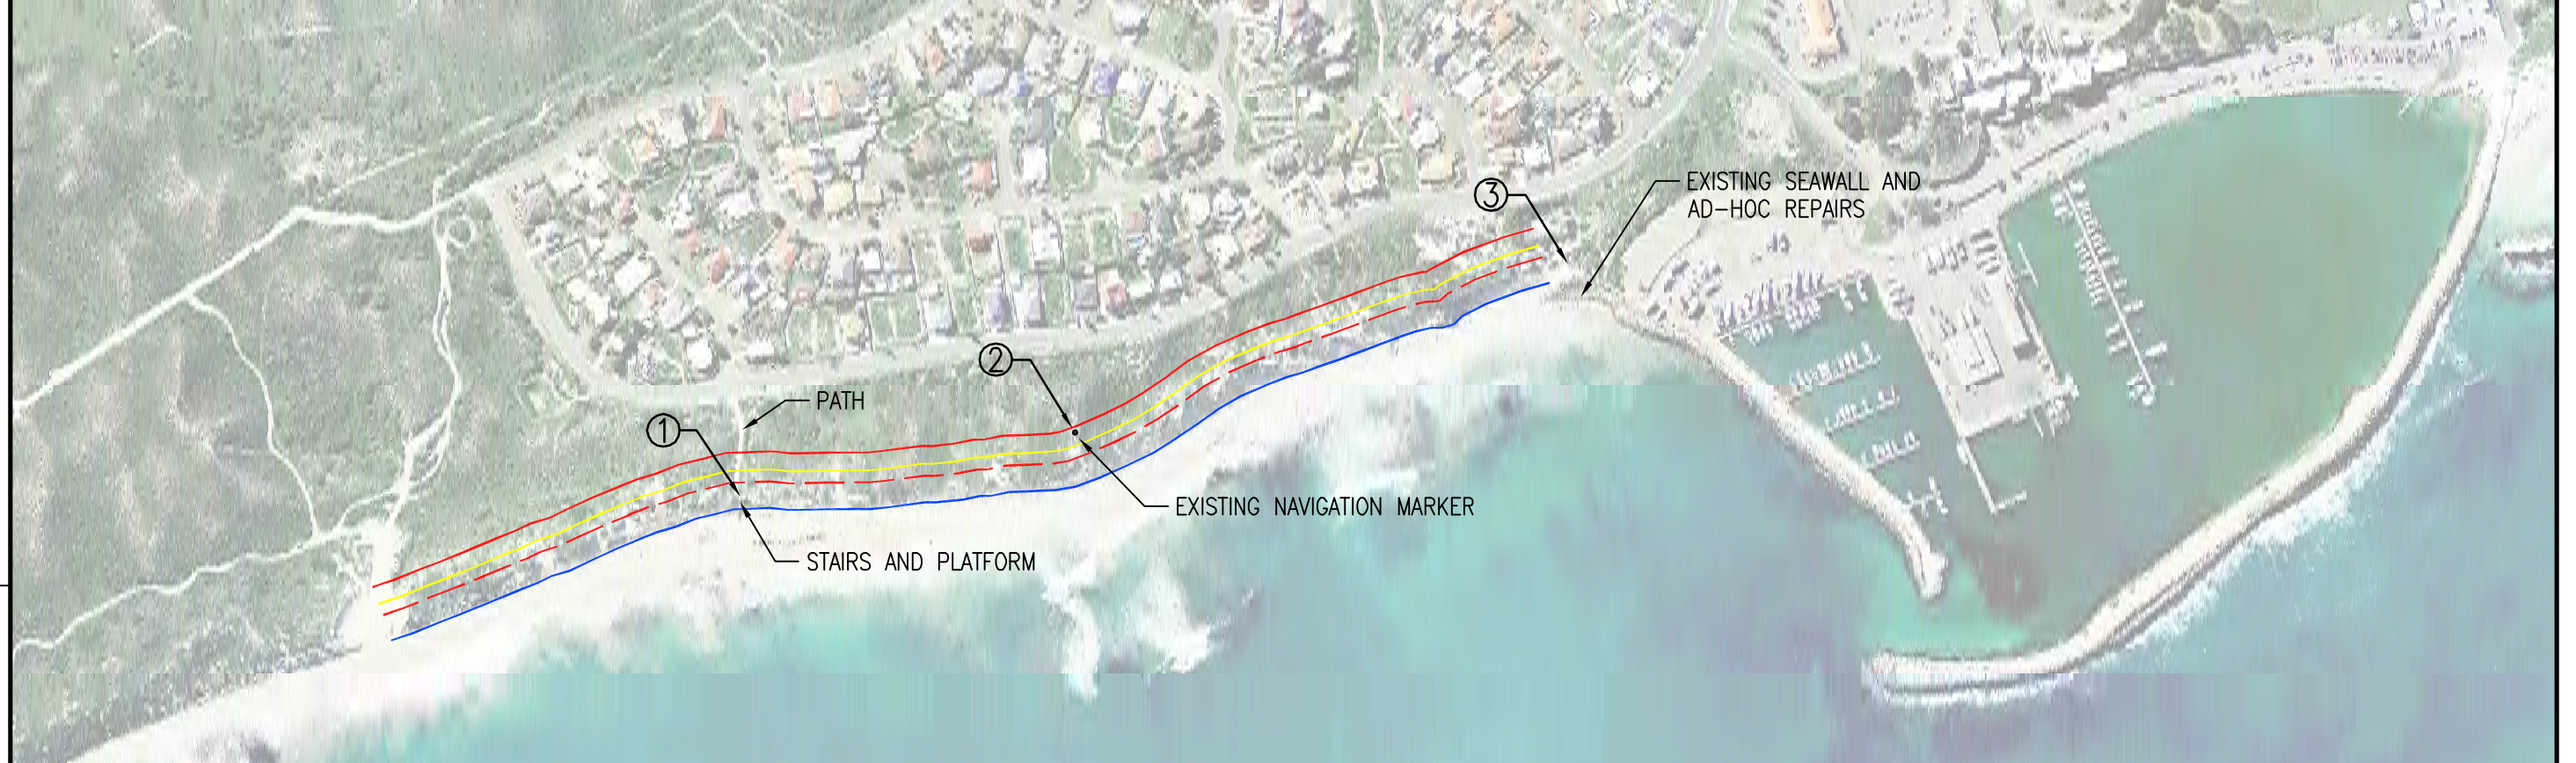 3
EXISTING SEAWALL AND
AD-HOC REPAIRS
2
PATH
1
EXISTING NAVIGATION MARKER
STAIRS AND PLATFORM